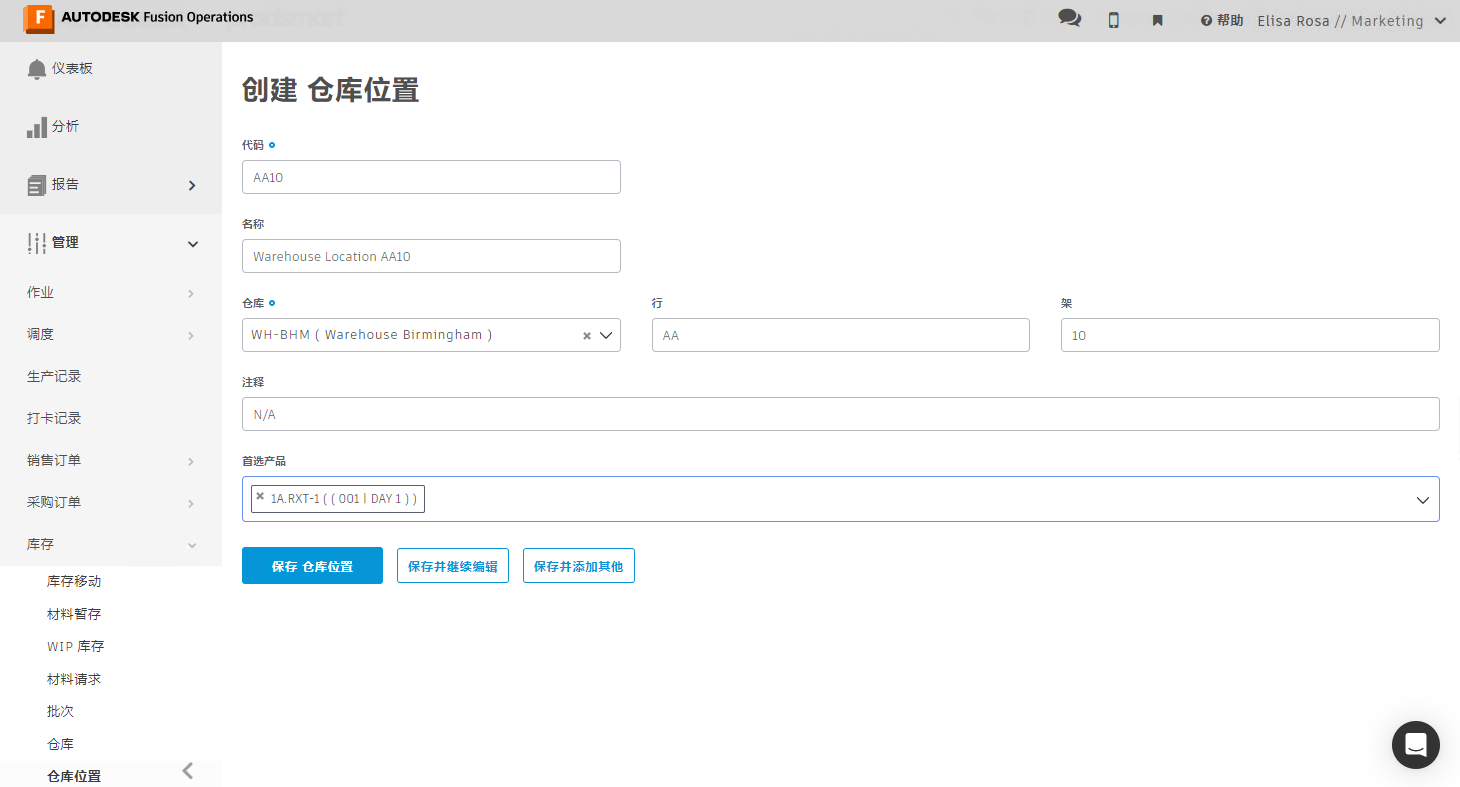 AUTODESK Fusion Operations
帮助
Elisa Rosa // Marketing
仪表板
分析
报告
管理
作业
调度
生产记录
打卡记录
销售订单
采购订单
库存
库存移动
材料暂存
WIP 库存
材料请求
批次
仓库
仓库位置
创建 仓库位置
代码
AA10
名称
Warehouse Location AA10
仓库
行
架
WH-BHM ( Warehouse Birmingham )
AA
10
注释
N/A
首选产品
1A.RXT-1 ( ( 001 | DAY 1 ) )
保存 仓库位置
保存并继续编辑
保存并添加其他